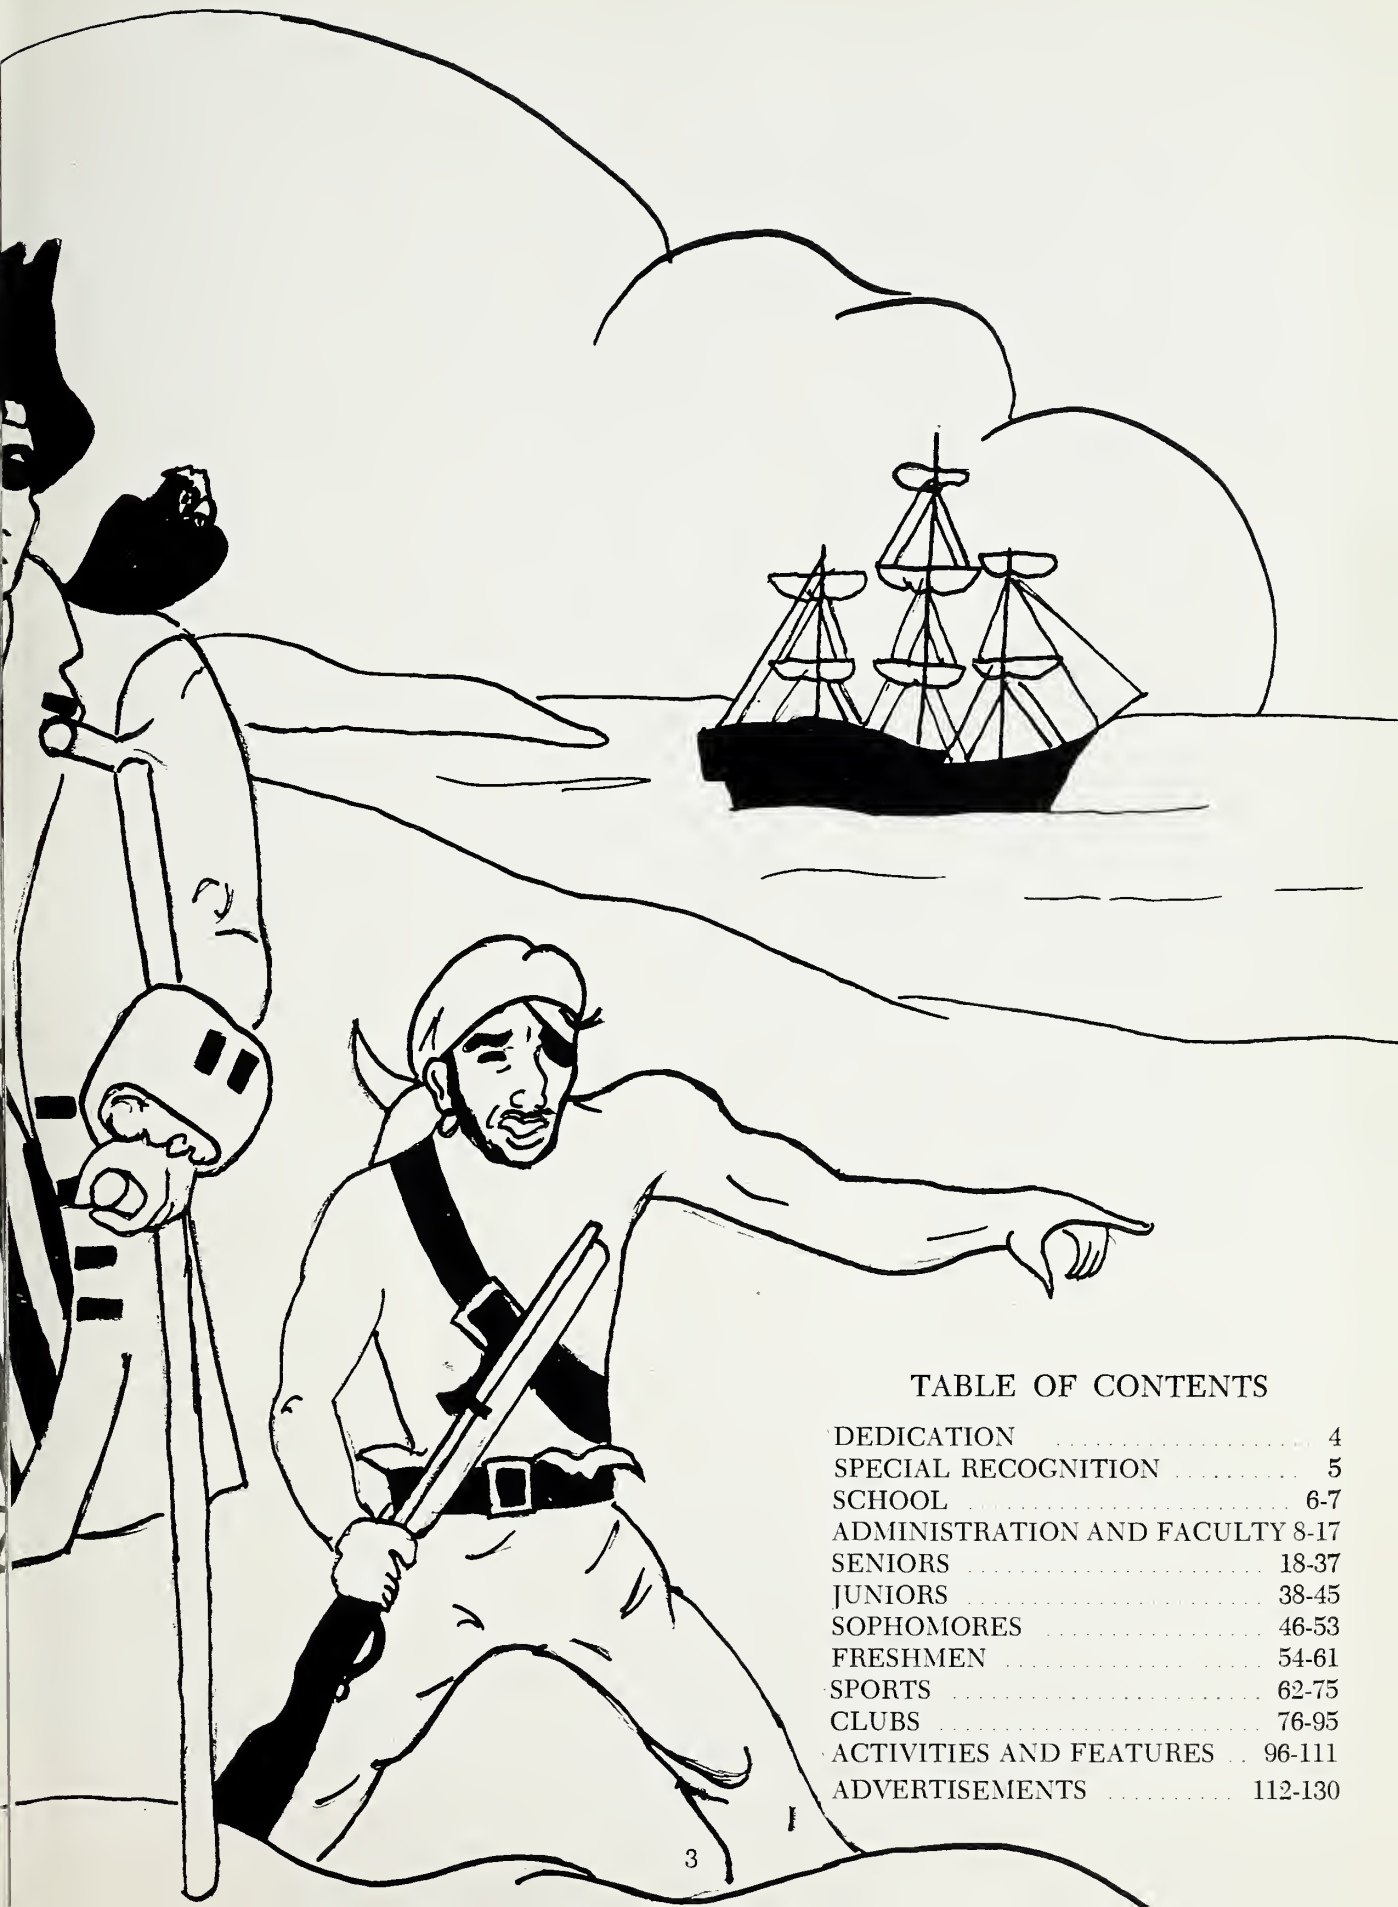 TABLE OF CONTENTS
DEDICATION .................. 4
SPECIAL RECOGNITION .......... 5
SCHOOL ......................... 6-7
ADMINISTRATION AND FACULTY 8-17
SENIORS ....................... 18-37
JUNIORS ....................... 38-45
SOPHOMORES ................. 46-53
FRESHMEN .................... 54-61
SPORTS ........................ 62-75
CLUBS ......................... 76-95
ACTIVITIES AND FEATURES .. 96-111
ADVERTISEMENTS .......... 112-130
3